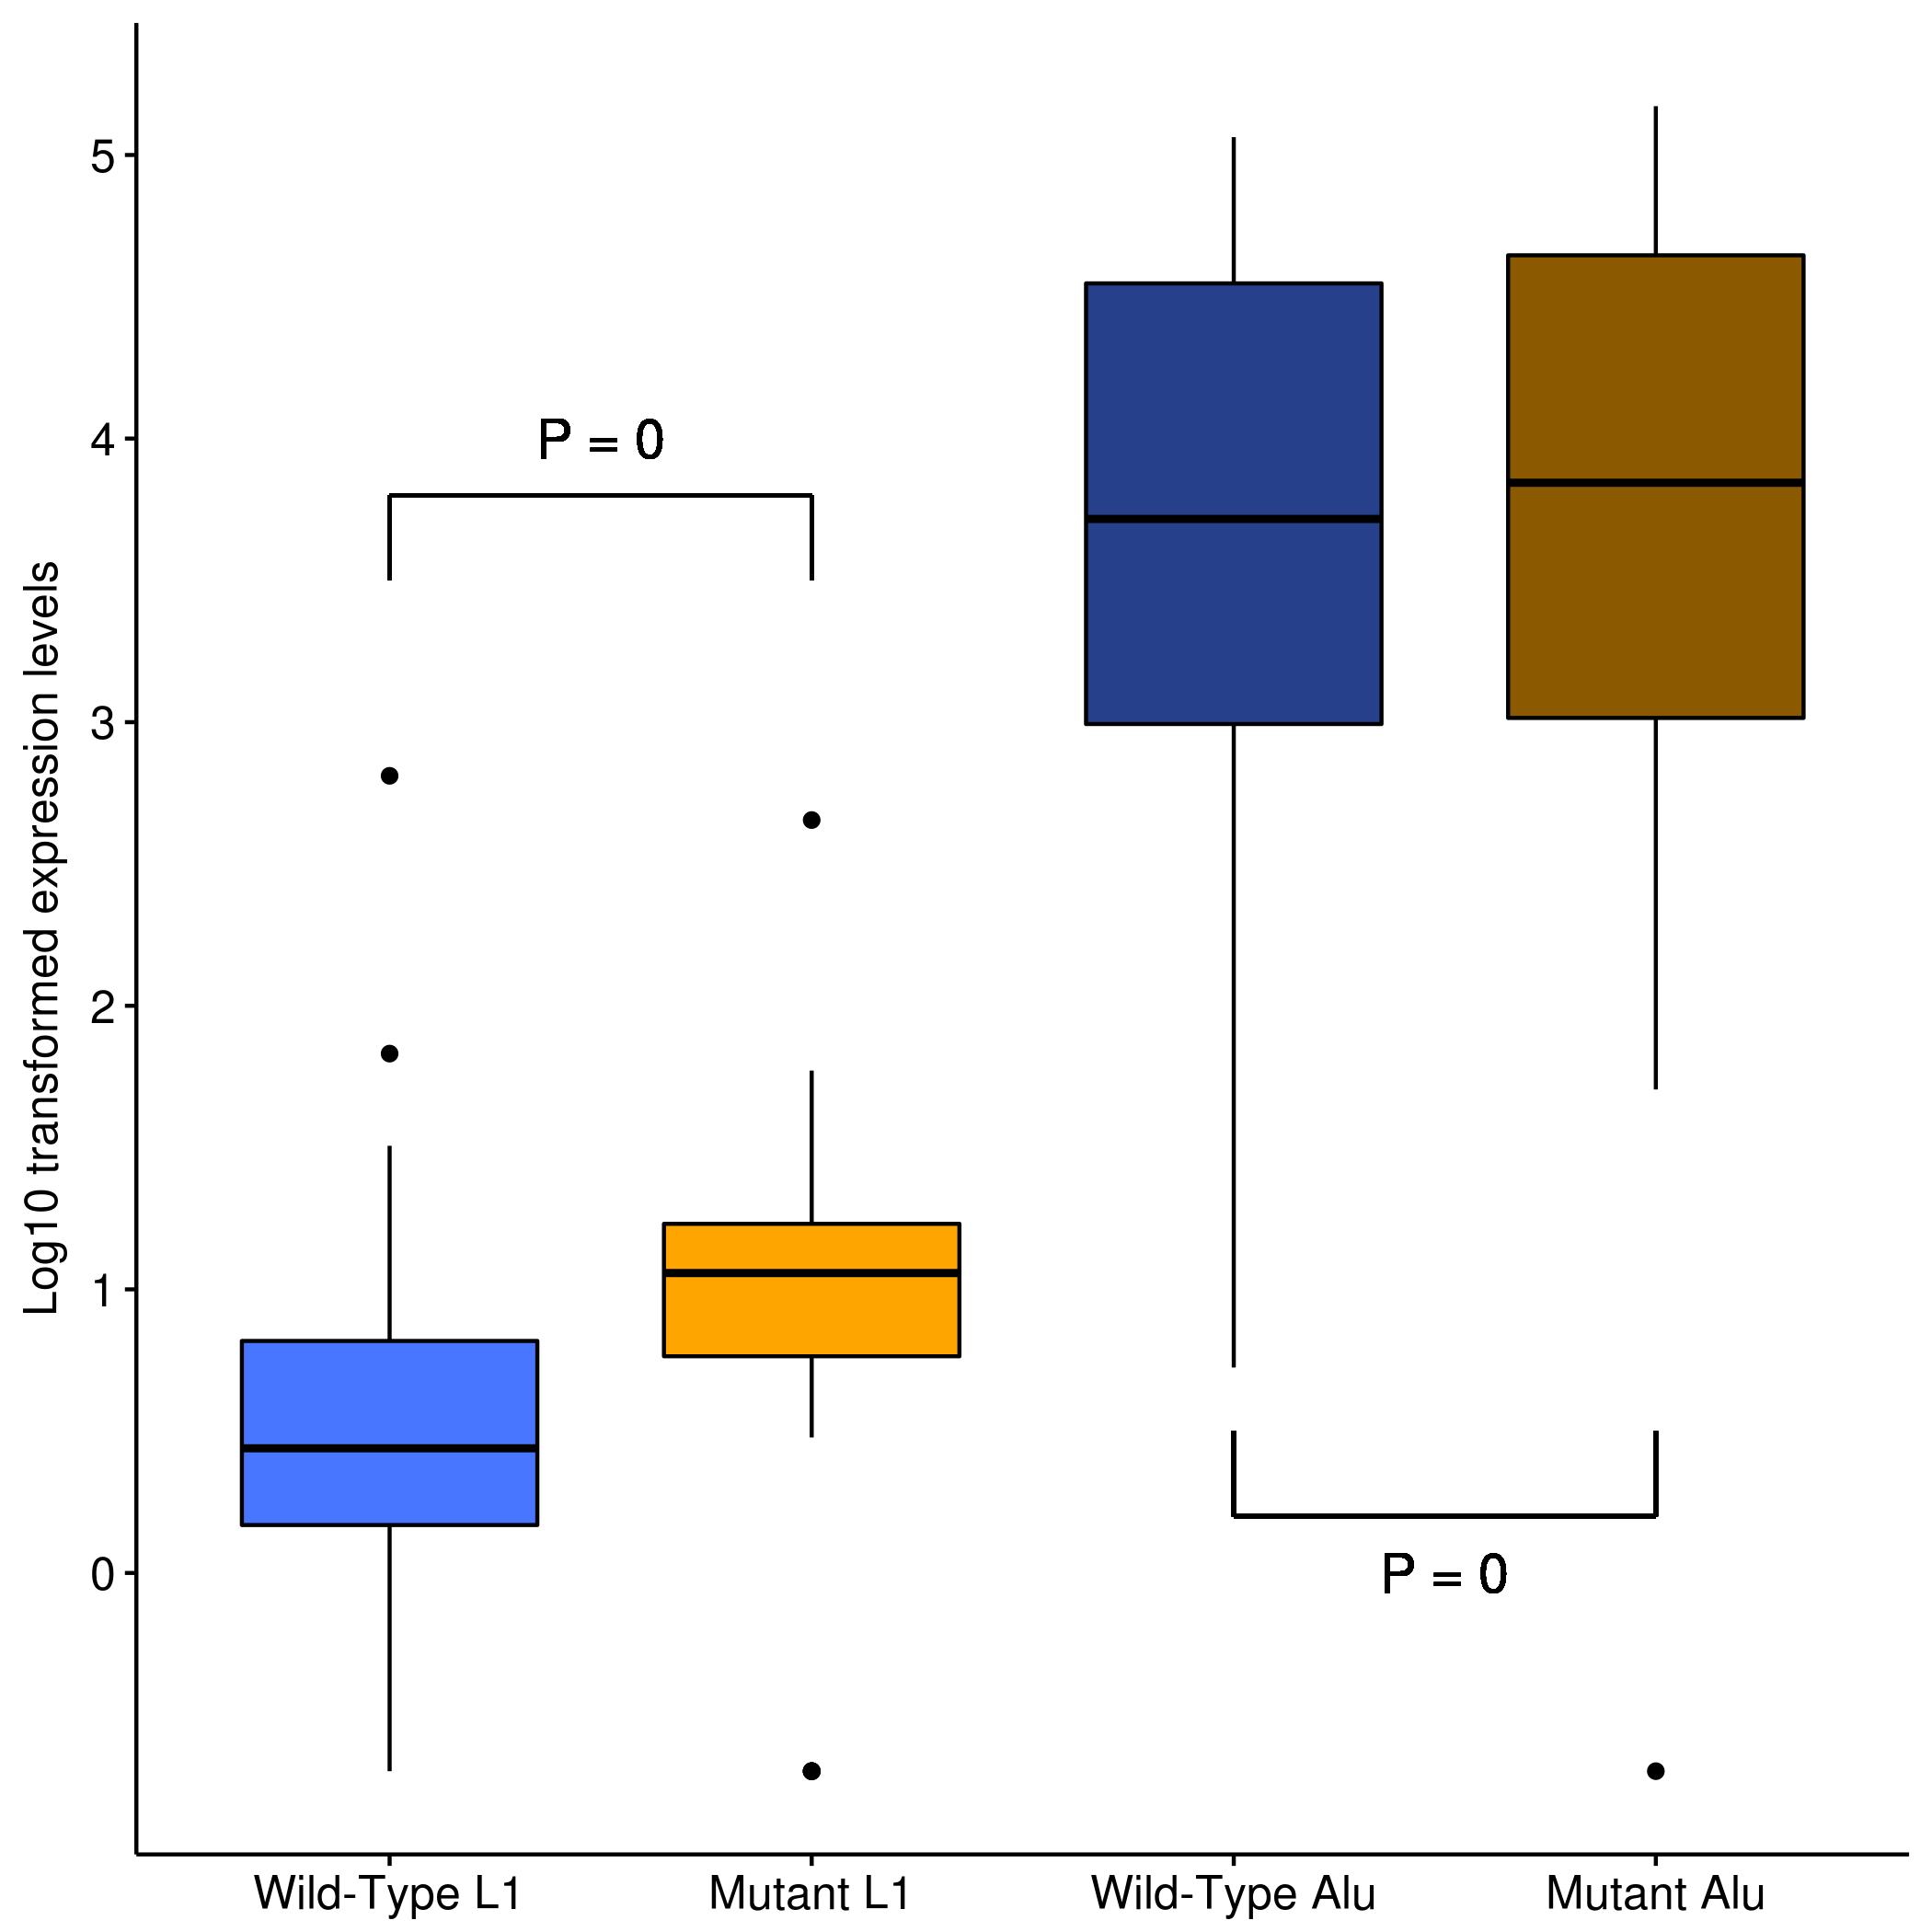 Log10 transformed expression levels
5
4
3
2
1
0
P = 0
P = 0
Wild-Type L1
Mutant L1
Wild-Type Alu
Mutant Alu